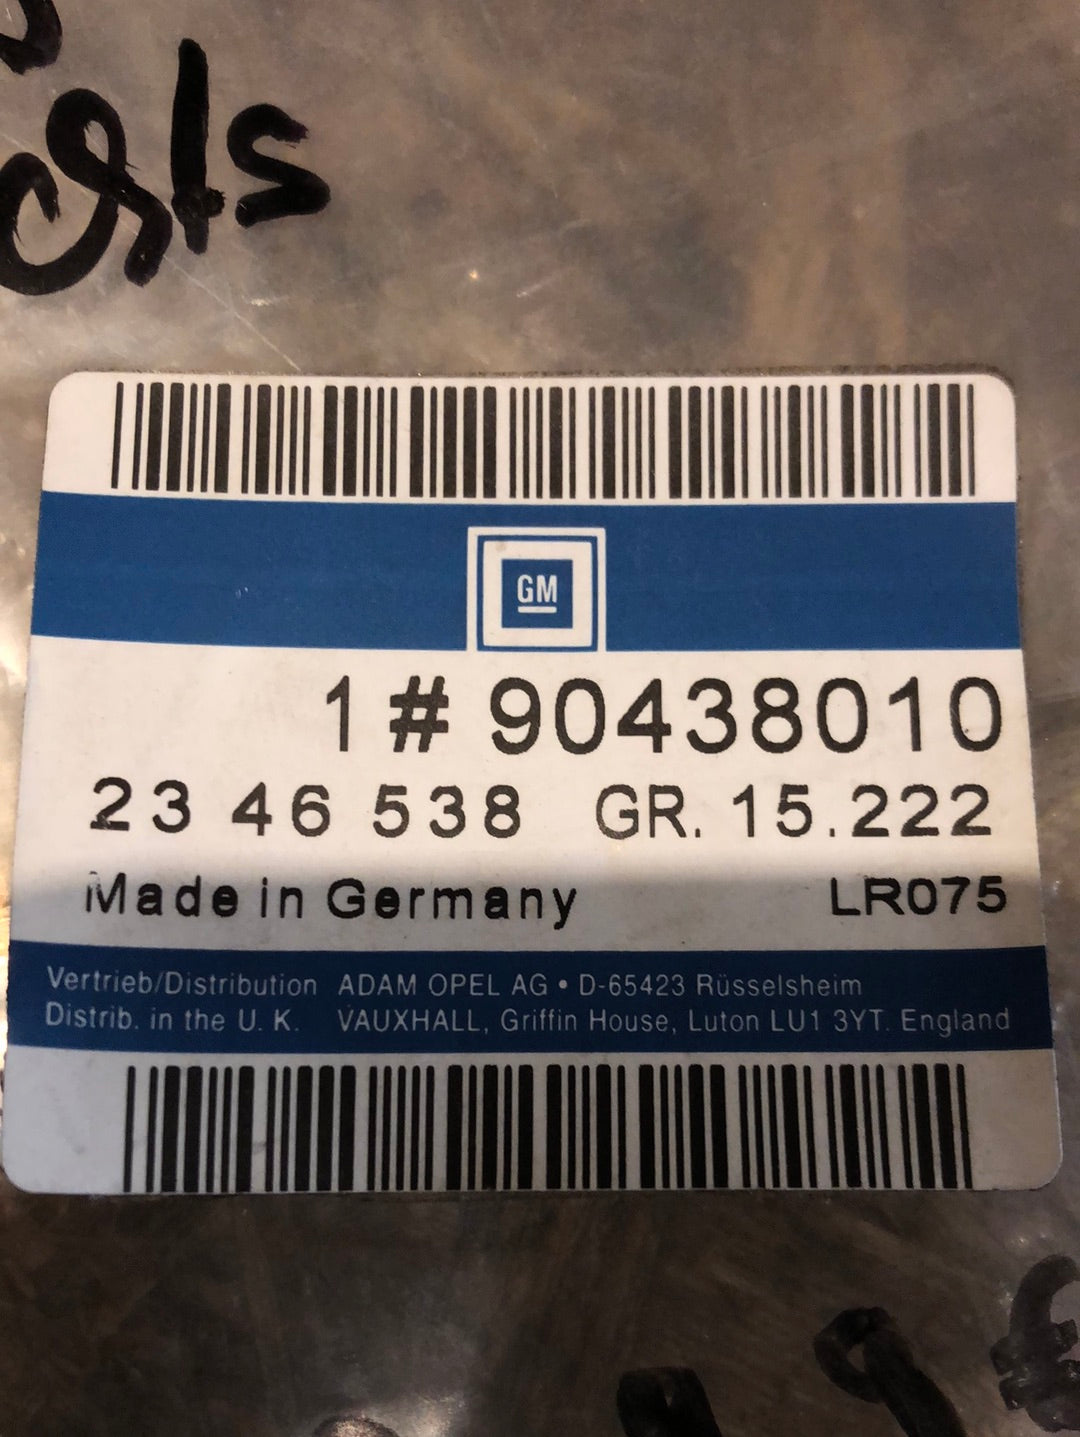 GM
1 # 90438010
23 46 538 GR. 15.222
Made in Germany LR075
Vertrieb/Distribution ADAM OPEL AG • D-65423 Rüsselsheim
Distrib. in the U. K. VAUXHALL, Griffin House, Luton LU1 3YT. England